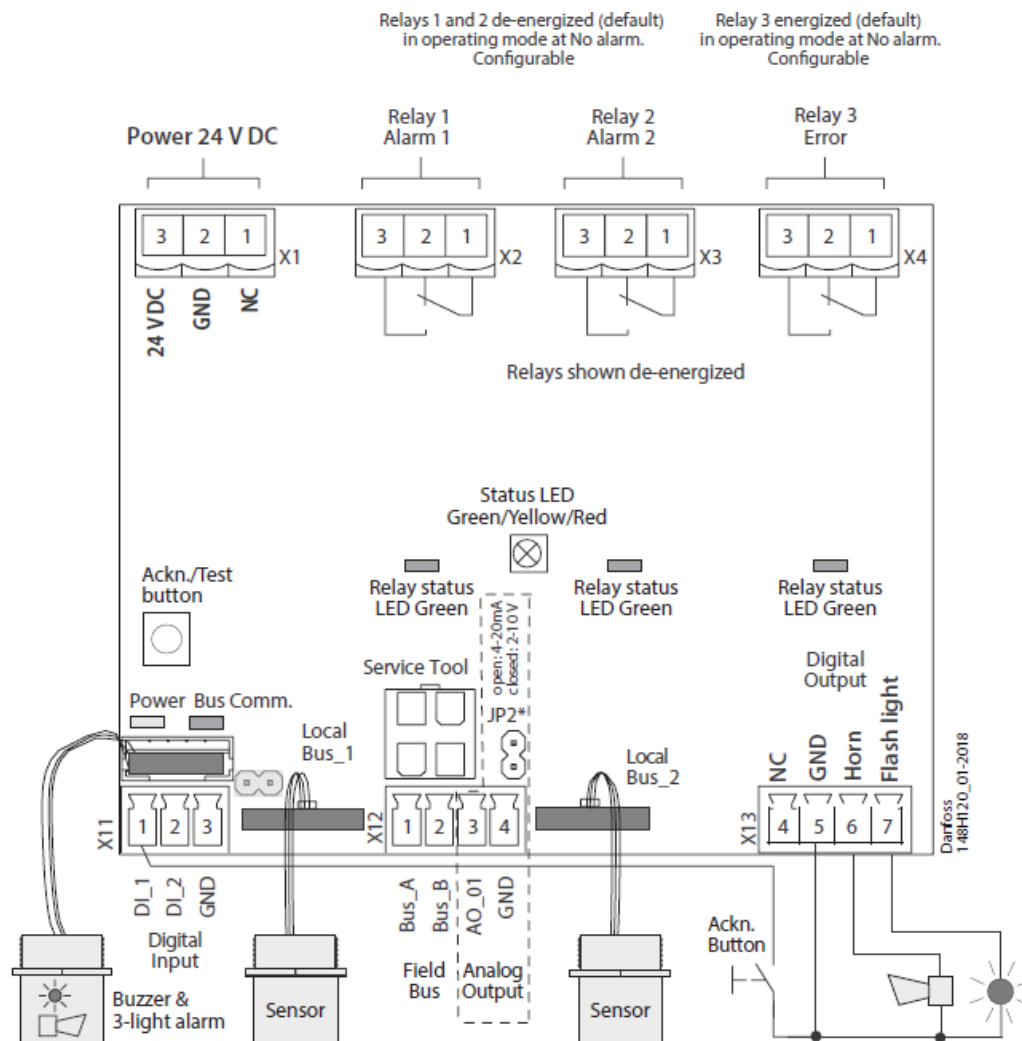 Relays 1 and 2 de-energized (default)
in operating mode at No alarm.
Configurable
Relay 3 energized (default)
in operating mode at No alarm.
Configurable
Power 24 V DC
Relay 1
Alarm 1
Relay 2
Alarm 2
Relay 3
Error
3 2 1
X1
3 2 1
X2
3 2 1
X3
3 2 1
X4
24 V DC
GND
NC
Relays shown de-energized
Status LED
Green/Yellow/Red
Ackn./Test
button
Relay status
LED Green
Relay status
LED Green
Relay status
LED Green
open: 4-20mA
closed: 2-10 V
Service Tool
JP2*
Digital
Output
Power
Bus Comm.
Local
Bus_1
Local
Bus_2
NC
GND
Horn
Flash light
X11
1 2 3
X12
1 2 3 4
X13
4 5 6 7
Danfoss
148H120_01-2018
DI_1
DI_2
GND
Digital
Input
Bus_A
Bus_B
AO_01
GND
Field
Bus
Analog
Output
Ackn.
Button
Buzzer &
3-light alarm
Sensor
Sensor